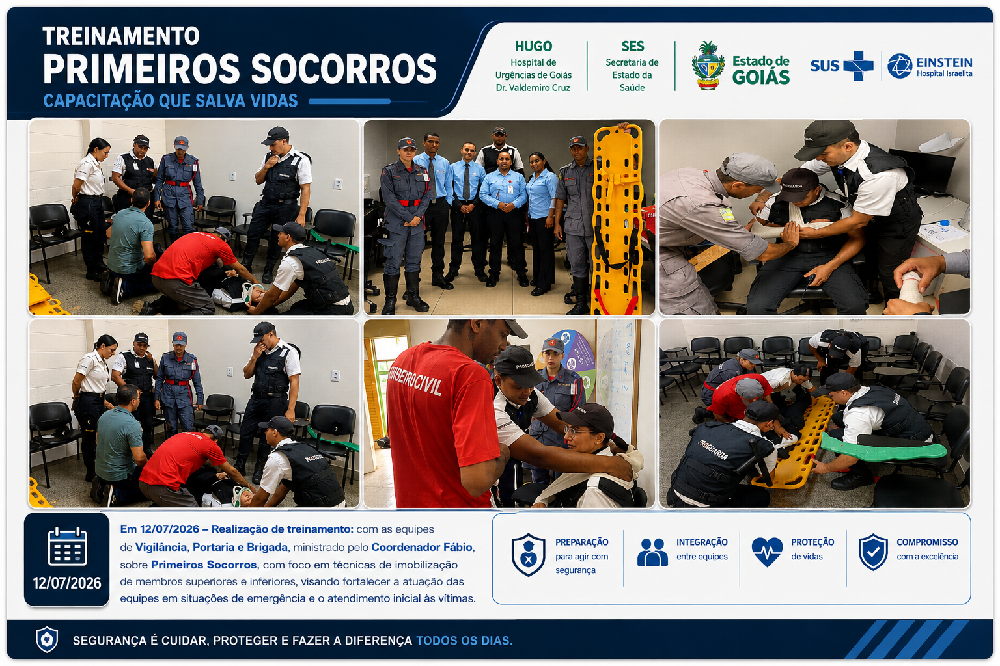 TREINAMENTO
PRIMEIROS SOCORROS
CAPACITAÇÃO QUE SALVA VIDAS
HUGO
Hospital de
Urgências de Goiás
Dr. Valdemiro Cruz
SES
Secretaria de
Estado da
Saúde
Estado de
GOIÁS
SUS
EINSTEIN
Hospital Israelita
PROGUARDA
PROGUARDA
12/07/2026
Em 12/07/2026 – Realização de treinamento: com as equipes
de Vigilância, Portaria e Brigada, ministrado pelo Coordenador Fábio,
sobre Primeiros Socorros, com foco em técnicas de imobilização
de membros superiores e inferiores, visando fortalecer a atuação das
equipes em situações de emergência e o atendimento inicial às vítimas.
PREPARAÇÃO
para agir com
segurança
INTEGRAÇÃO
entre equipes
PROTEÇÃO
de vidas
COMPROMISSO
com a excelência
SEGURANÇA É CUIDAR, PROTEGER E FAZER A DIFERENÇA TODOS OS DIAS.